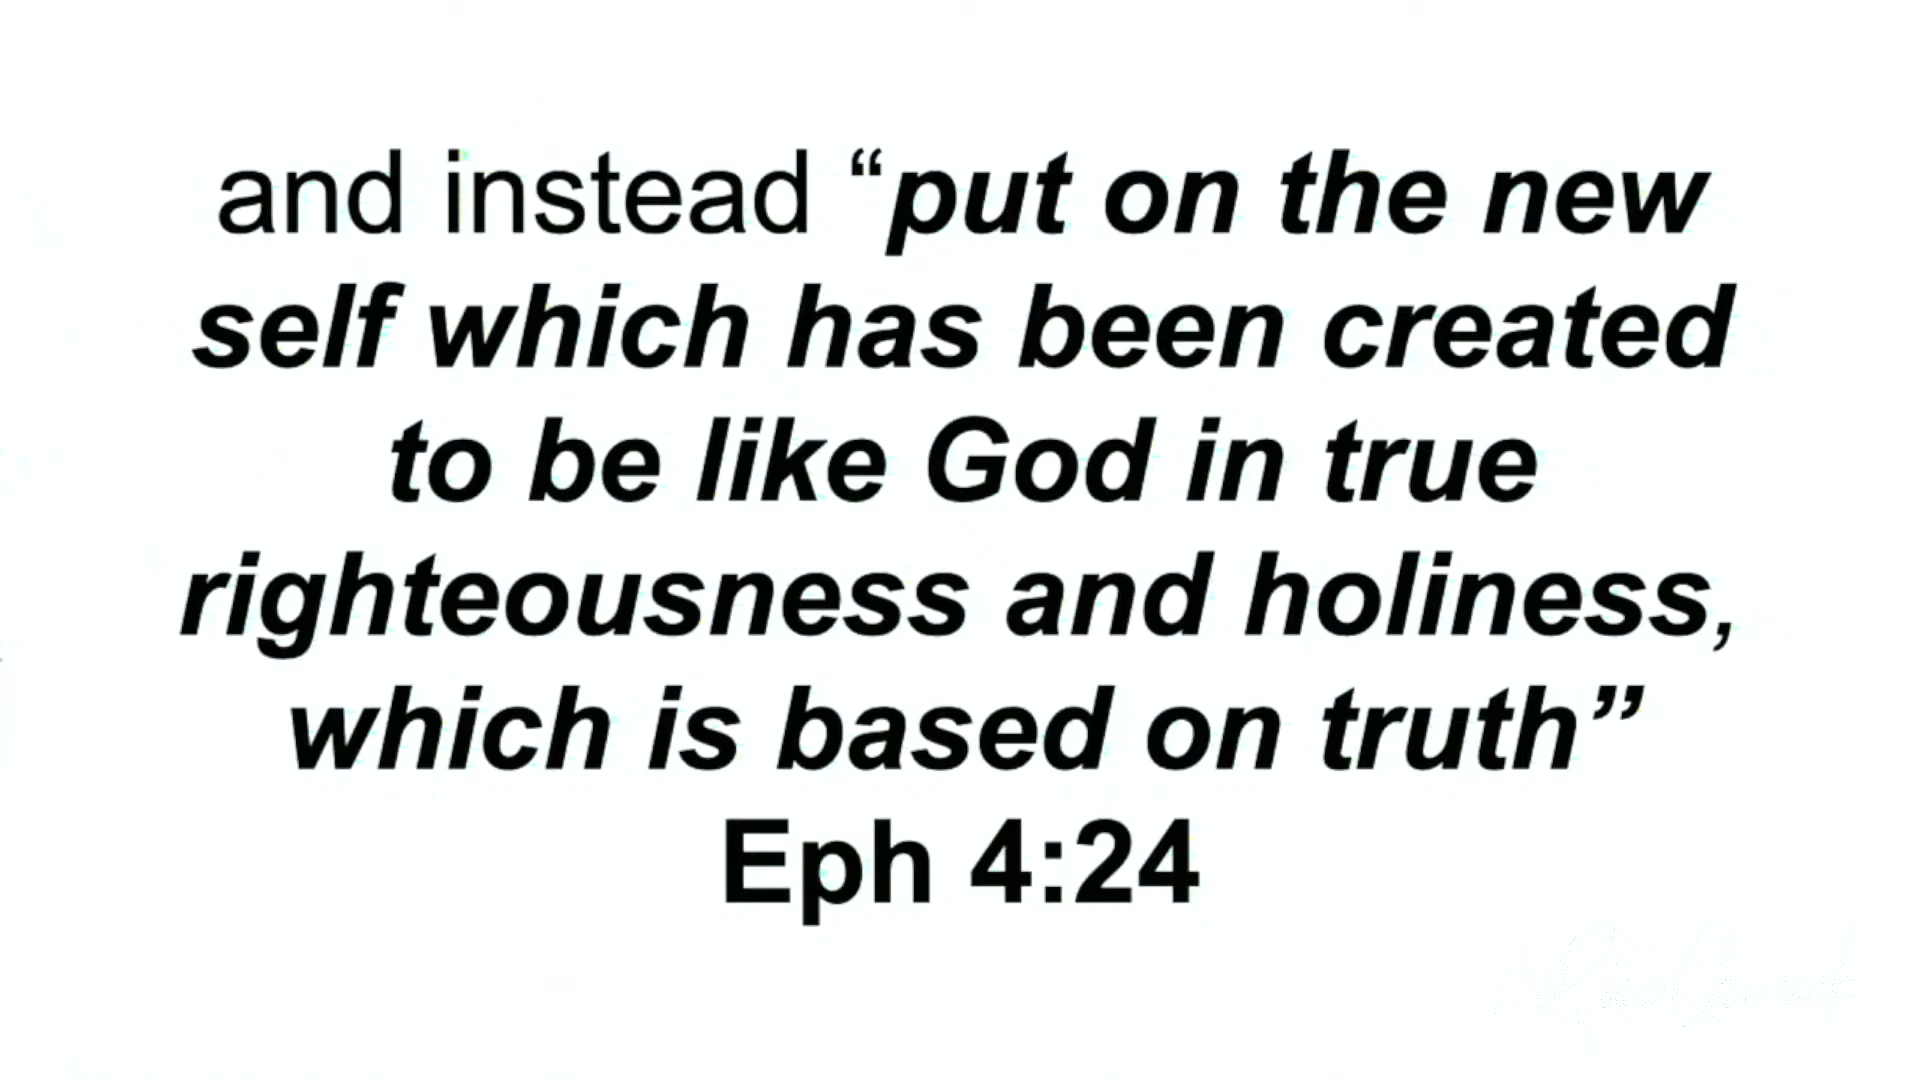 and instead “put on the new
self which has been created
to be like God in true
righteousness and holiness,
which is based on truth”
Eph 4:24